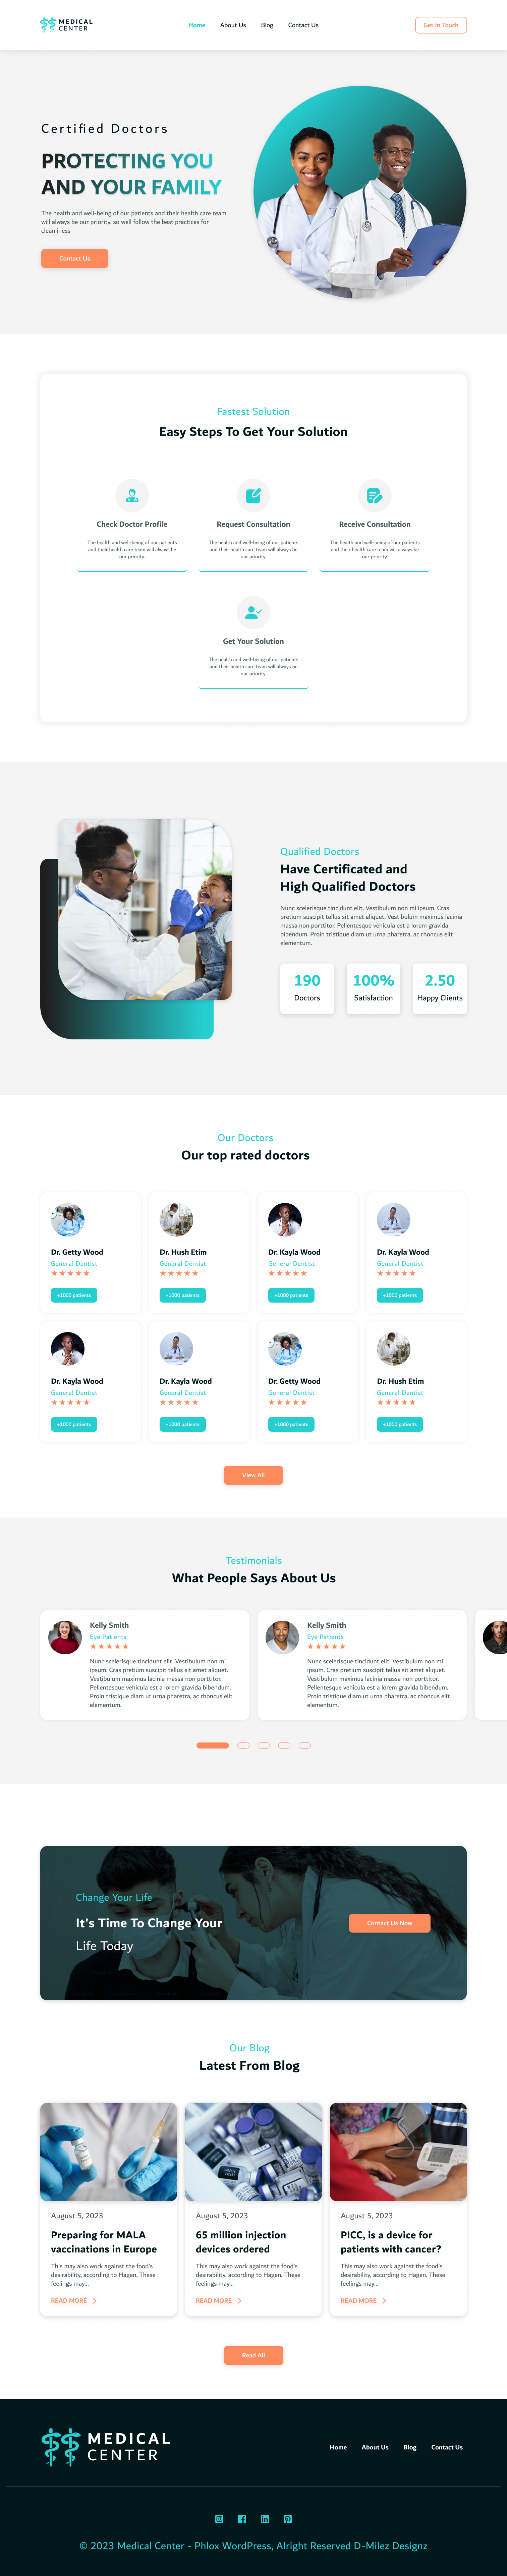 MEDICAL
CENTER
Home
About Us
Blog
Contact Us
Get In Touch
Certified Doctors
PROTECTING YOU
AND YOUR FAMILY
The health and well-being of our patients and their health care team
will always be our priority. so well follow the best practices for
cleanliness
Contact Us
Fastest Solution
Easy Steps To Get Your Solution
Check Doctor Profile
The health and well-being of our patients
and their health care team will always be
our priority.
Request Consultation
The health and well-being of our patients
and their health care team will always be
our priority.
Receive Consultation
The health and well-being of our patients
and their health care team will always be
our priority.
Get Your Solution
The health and well-being of our patients
and their health care team will always be
our priority.
Qualified Doctors
Have Certificated and
High Qualified Doctors
Nunc scelerisque tincidunt elit. Vestibulum non mi ipsum. Cras
pretium suscipit tellus sit amet aliquet. Vestibulum maximus lacinia
massa non porttitor. Pellentesque vehicula est a lorem gravida
bibendum. Proin tristique diam ut urna pharetra, ac rhoncus elit
elementum.
190
Doctors
100%
Satisfaction
2.50
Happy Clients
Our Doctors
Our top rated doctors
Dr. Getty Wood
General Dentist
+1000 patients
Dr. Hush Etim
General Dentist
+1000 patients
Dr. Kayla Wood
General Dentist
+1000 patients
Dr. Kayla Wood
General Dentist
+1000 patients
Dr. Kayla Wood
General Dentist
+1000 patients
Dr. Kayla Wood
General Dentist
+1000 patients
Dr. Getty Wood
General Dentist
+1000 patients
Dr. Hush Etim
General Dentist
+1000 patients
View All
Testimonials
What People Says About Us
Kelly Smith
Eye Patients
Nunc scelerisque tincidunt elit. Vestibulum non mi
ipsum. Cras pretium suscipit tellus sit amet aliquet.
Vestibulum maximus lacinia massa non porttitor.
Pellentesque vehicula est a lorem gravida bibendum.
Proin tristique diam ut urna pharetra, ac rhoncus elit
elementum.
Kelly Smith
Eye Patients
Nunc scelerisque tincidunt elit. Vestibulum non mi
ipsum. Cras pretium suscipit tellus sit amet aliquet.
Vestibulum maximus lacinia massa non porttitor.
Pellentesque vehicula est a lorem gravida bibendum.
Proin tristique diam ut urna pharetra, ac rhoncus elit
elementum.
Change Your Life
It's Time To Change Your
Life Today
Contact Us Now
Our Blog
Latest From Blog
August 5, 2023
Preparing for MALA
vaccinations in Europe
This may also work against the food's
desirability, according to Hagen. These
feelings may...
READ MORE
August 5, 2023
65 million injection
devices ordered
This may also work against the food's
desirability, according to Hagen. These
feelings may...
READ MORE
August 5, 2023
PICC, is a device for
patients with cancer?
This may also work against the food's
desirability, according to Hagen. These
feelings may...
READ MORE
Read All
MEDICAL
CENTER
Home
About Us
Blog
Contact Us
© 2023 Medical Center - Phlox WordPress, Alright Reserved D-Milez Designz